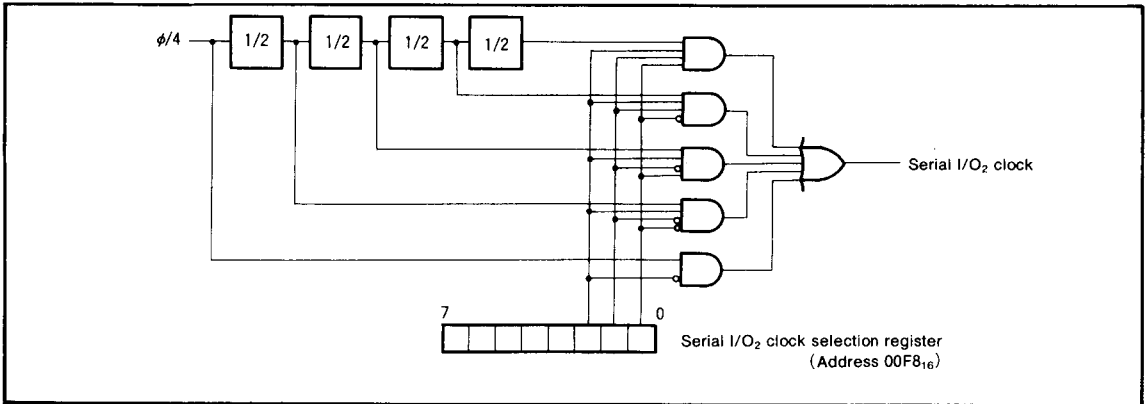 φ/4 1/2 1/2 1/2 1/2
Serial I/O₂ clock
7 0
Serial I/O₂ clock selection register
(Address 00F8₁₆)